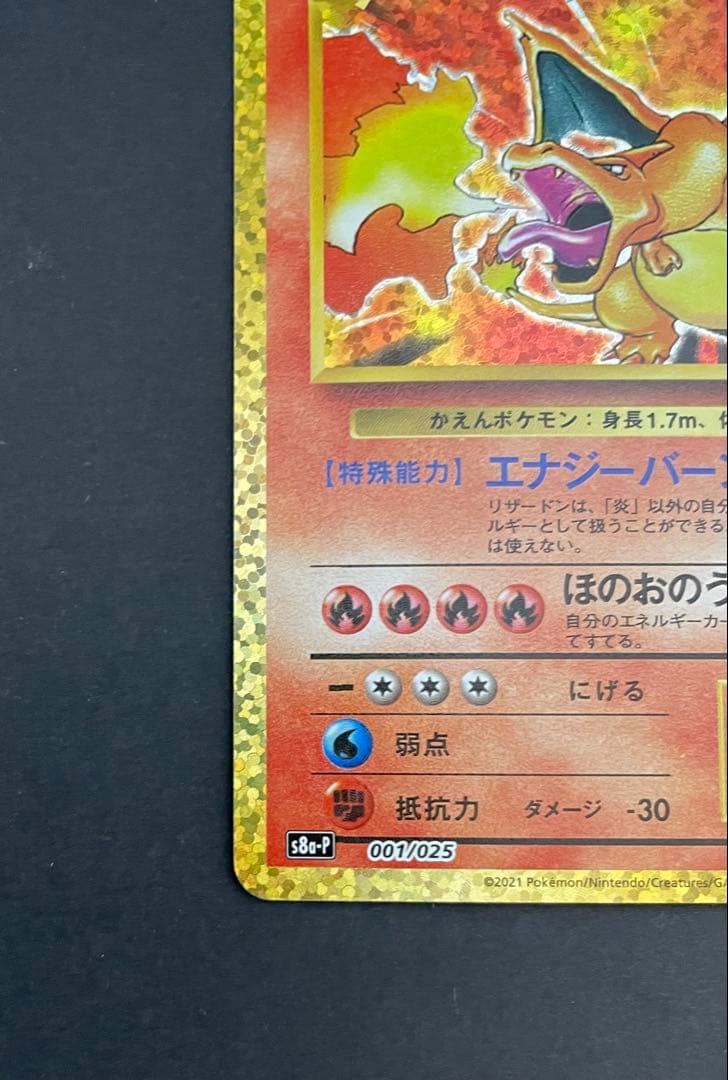 かえんポケモン：身長1.7m、
【特殊能力】 エナジーバー
リザードンは、「炎」以外の自分
ルギーとして扱うことができる
は使えない。
ほのおのう
自分のエネルギーカー
てすてる。
ー にげる
弱点
抵抗力 ダメージ -30
s8a-P 001/025
©2021 Pokémon/Nintendo/Creatures/GA